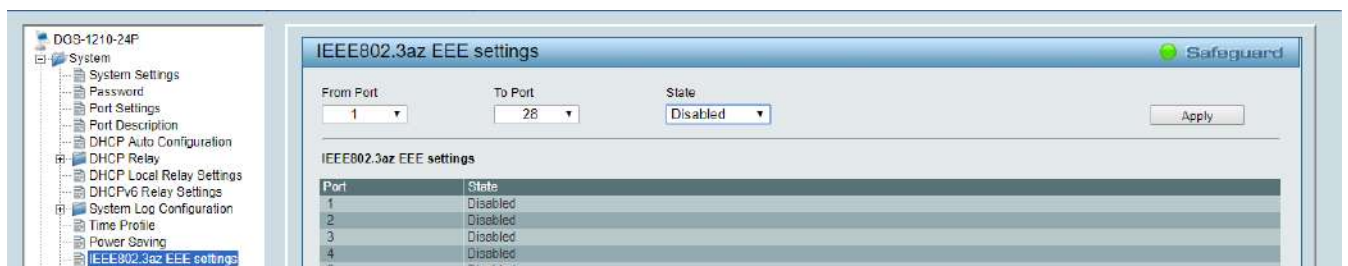 DGS-1210-24P
System
System Settings
Password
Port Settings
Port Description
DHCP Auto Configuration
DHCP Relay
DHCP Local Relay Settings
DHCPv6 Relay Settings
System Log Configuration
Time Profile
Power Saving
IEEE802.3az EEE settings
IEEE802.3az EEE settings
Safeguard
From Port To Port State
1 28 Disabled Apply
IEEE802.3az EEE settings
Port State
1 Disabled
2 Disabled
3 Disabled
4 Disabled